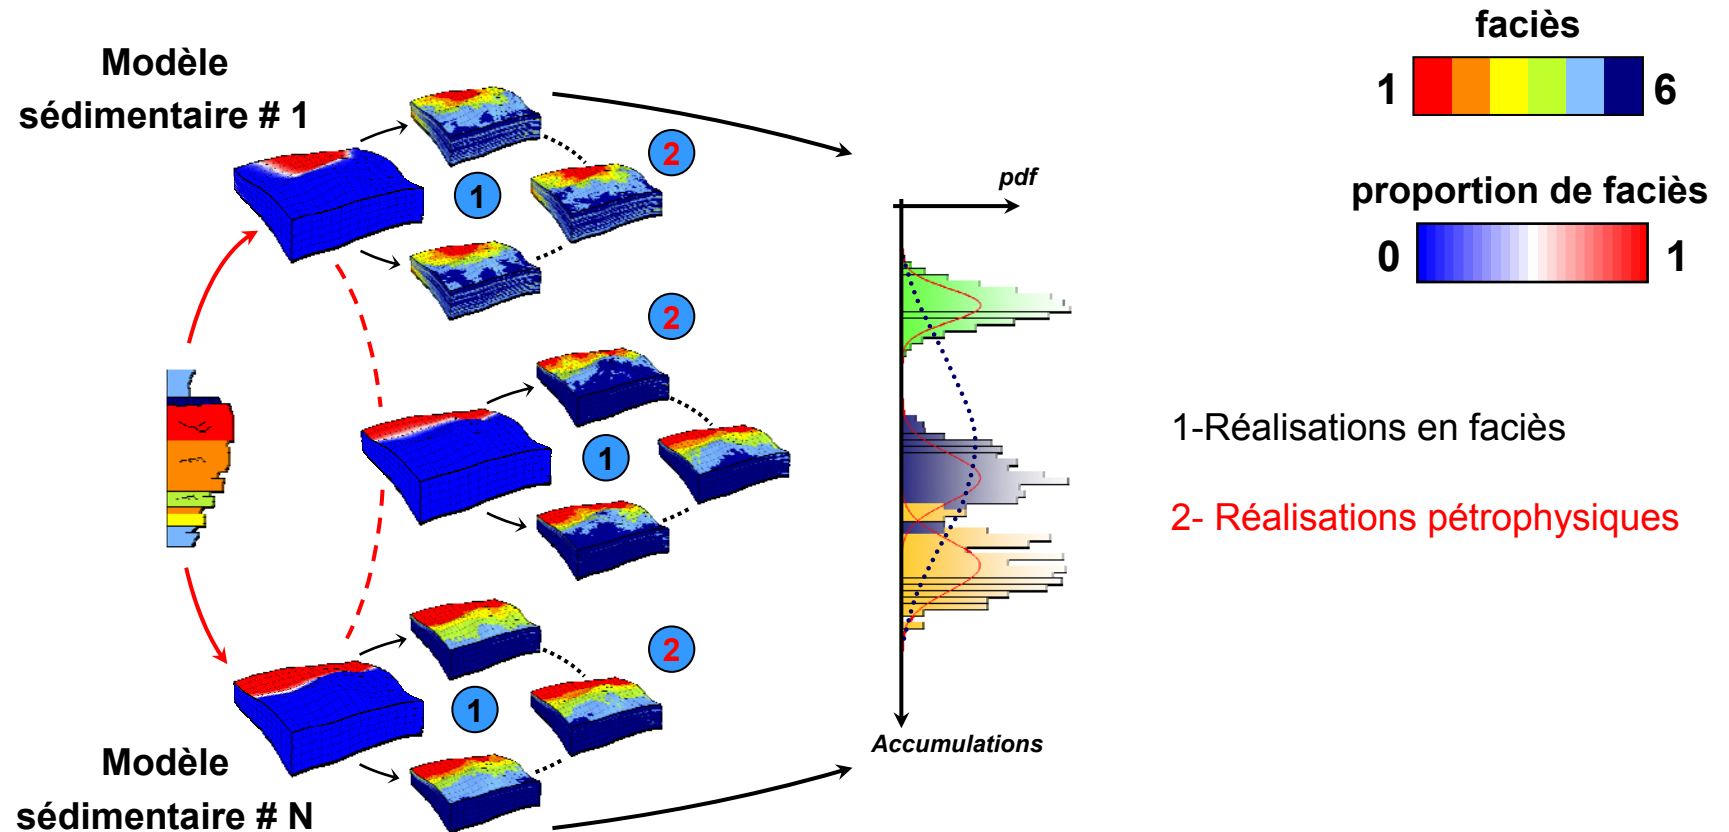 Modèle
sédimentaire # 1
1
2
2
1
1
2
Modèle
sédimentaire # N
pdf
Accumulations
faciès
1 6
proportion de faciès
0 1
1-Réalisations en faciès
2- Réalisations pétrophysiques